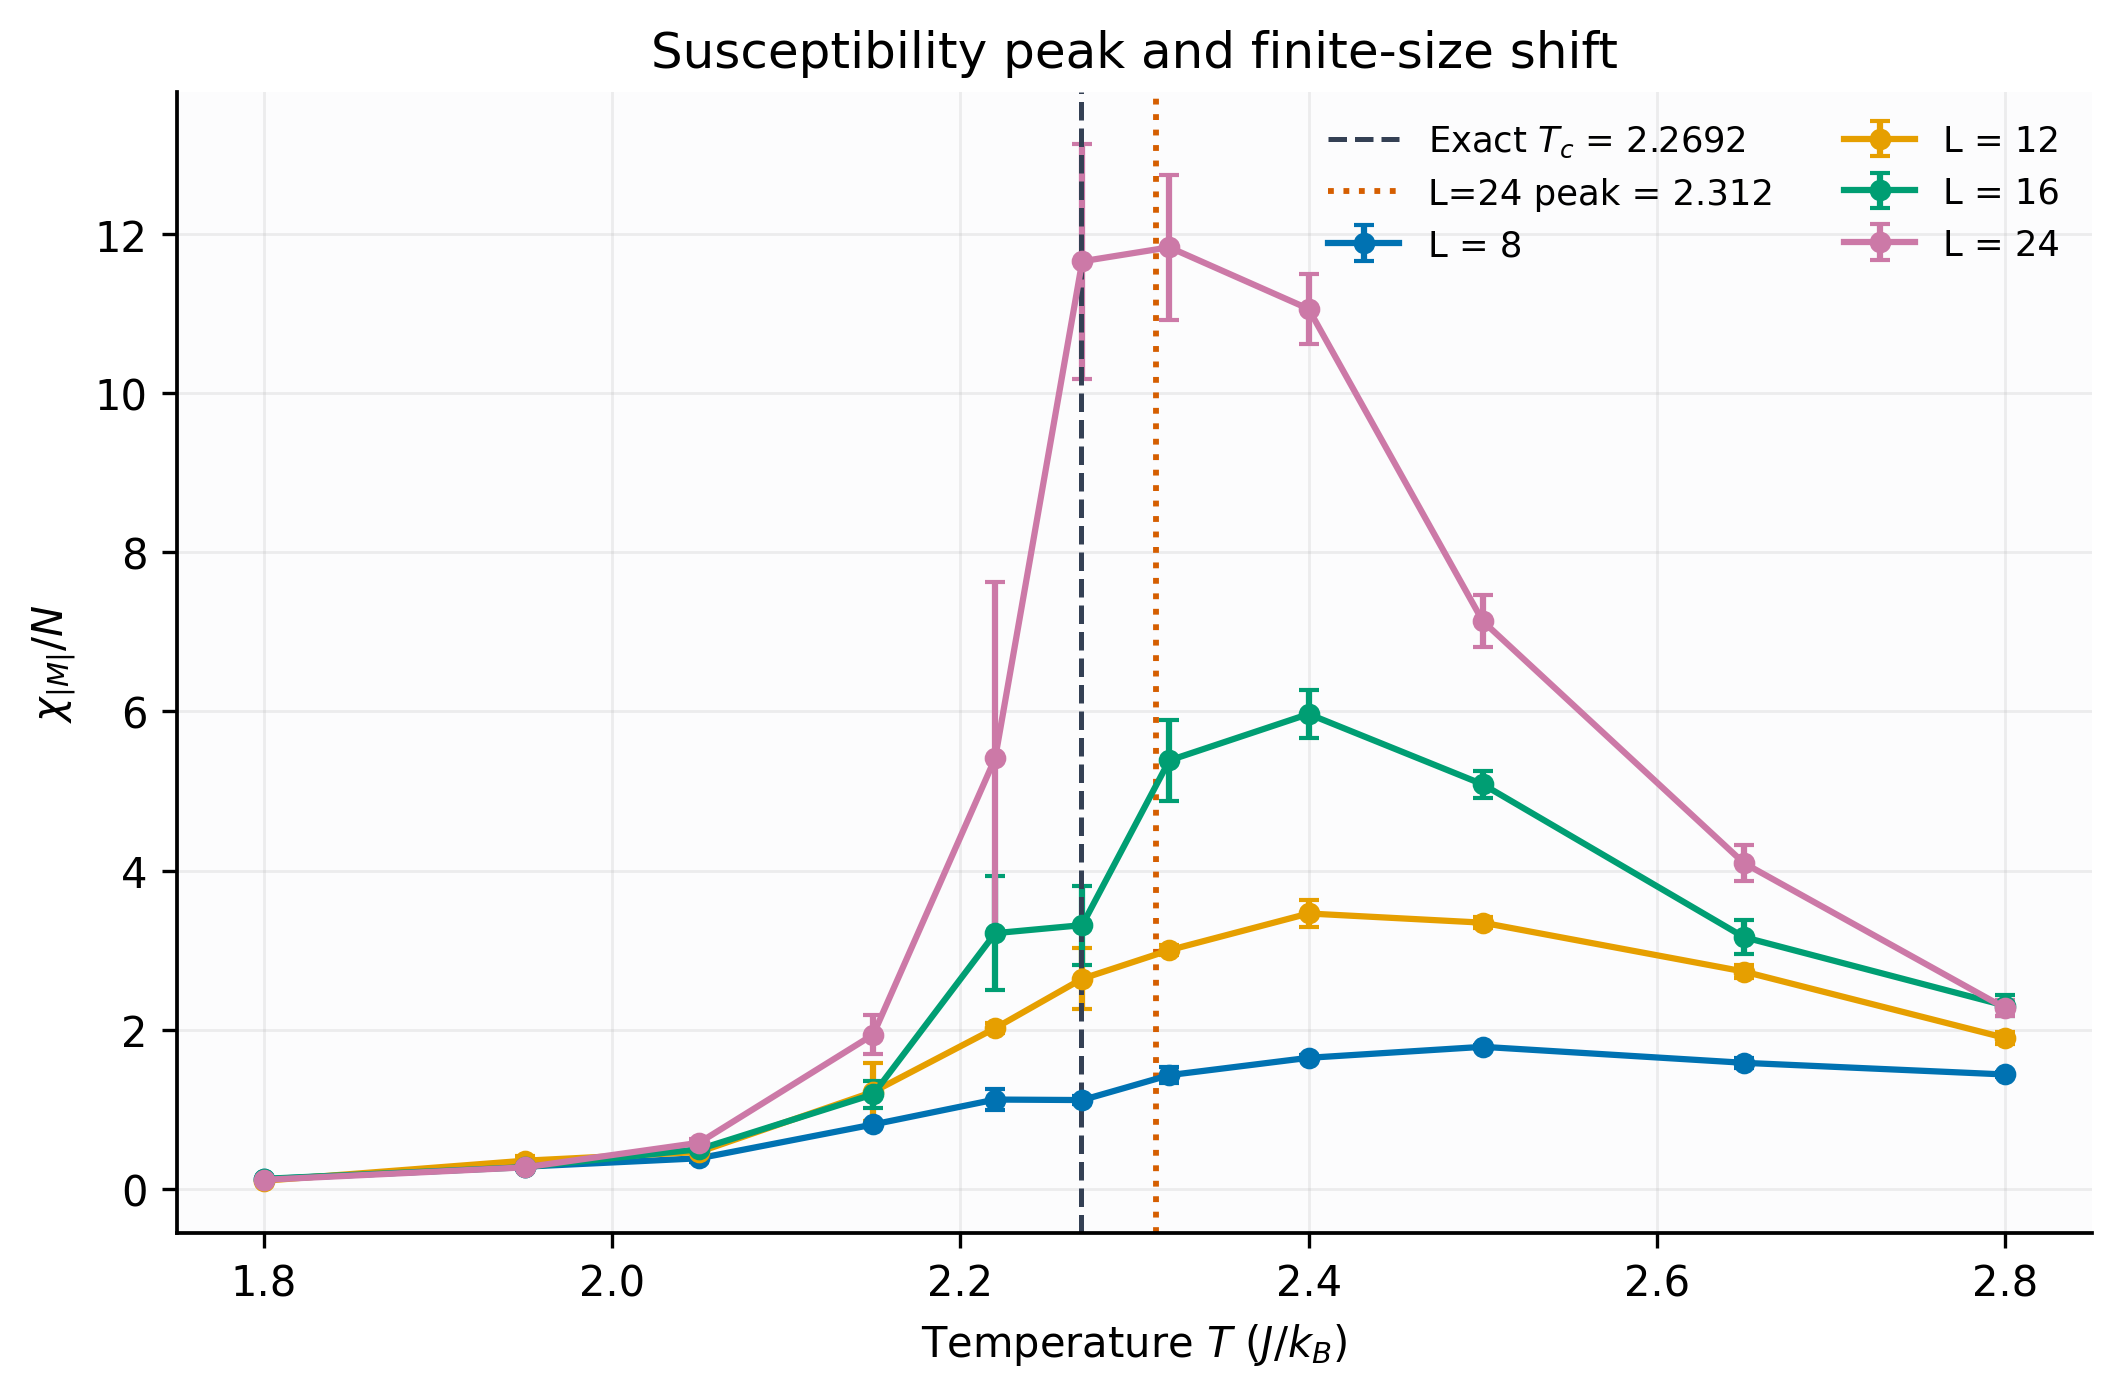 Susceptibility peak and finite-size shift
Exact T_c = 2.2692
L=24 peak = 2.312
L = 8
L = 12
L = 16
L = 24
χ_|M|/N
12
10
8
6
4
2
0
1.8 2.0 2.2 2.4 2.6 2.8
Temperature T (J/k_B)